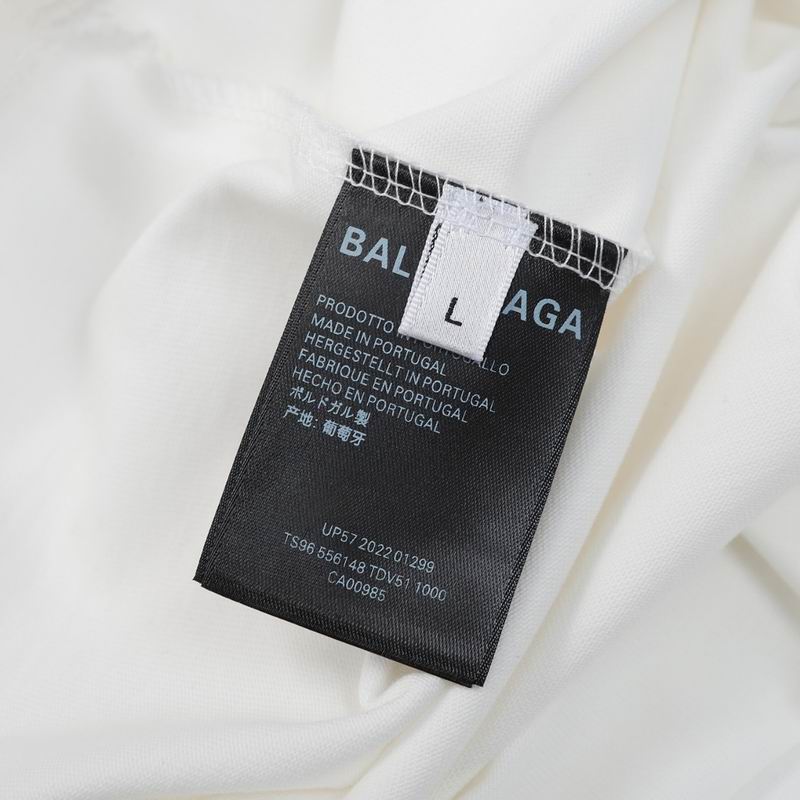 BAL AGA
L
PRODOTTO
MADE IN PORTUGAL
HERGESTELLT IN PORTUGAL
FABRIQUE EN PORTUGAL
HECHO EN PORTUGAL
ポルトガル製
产地: 葡萄牙
UP57 2022 01299
TS96 556148 TDV51 1000
CA00985